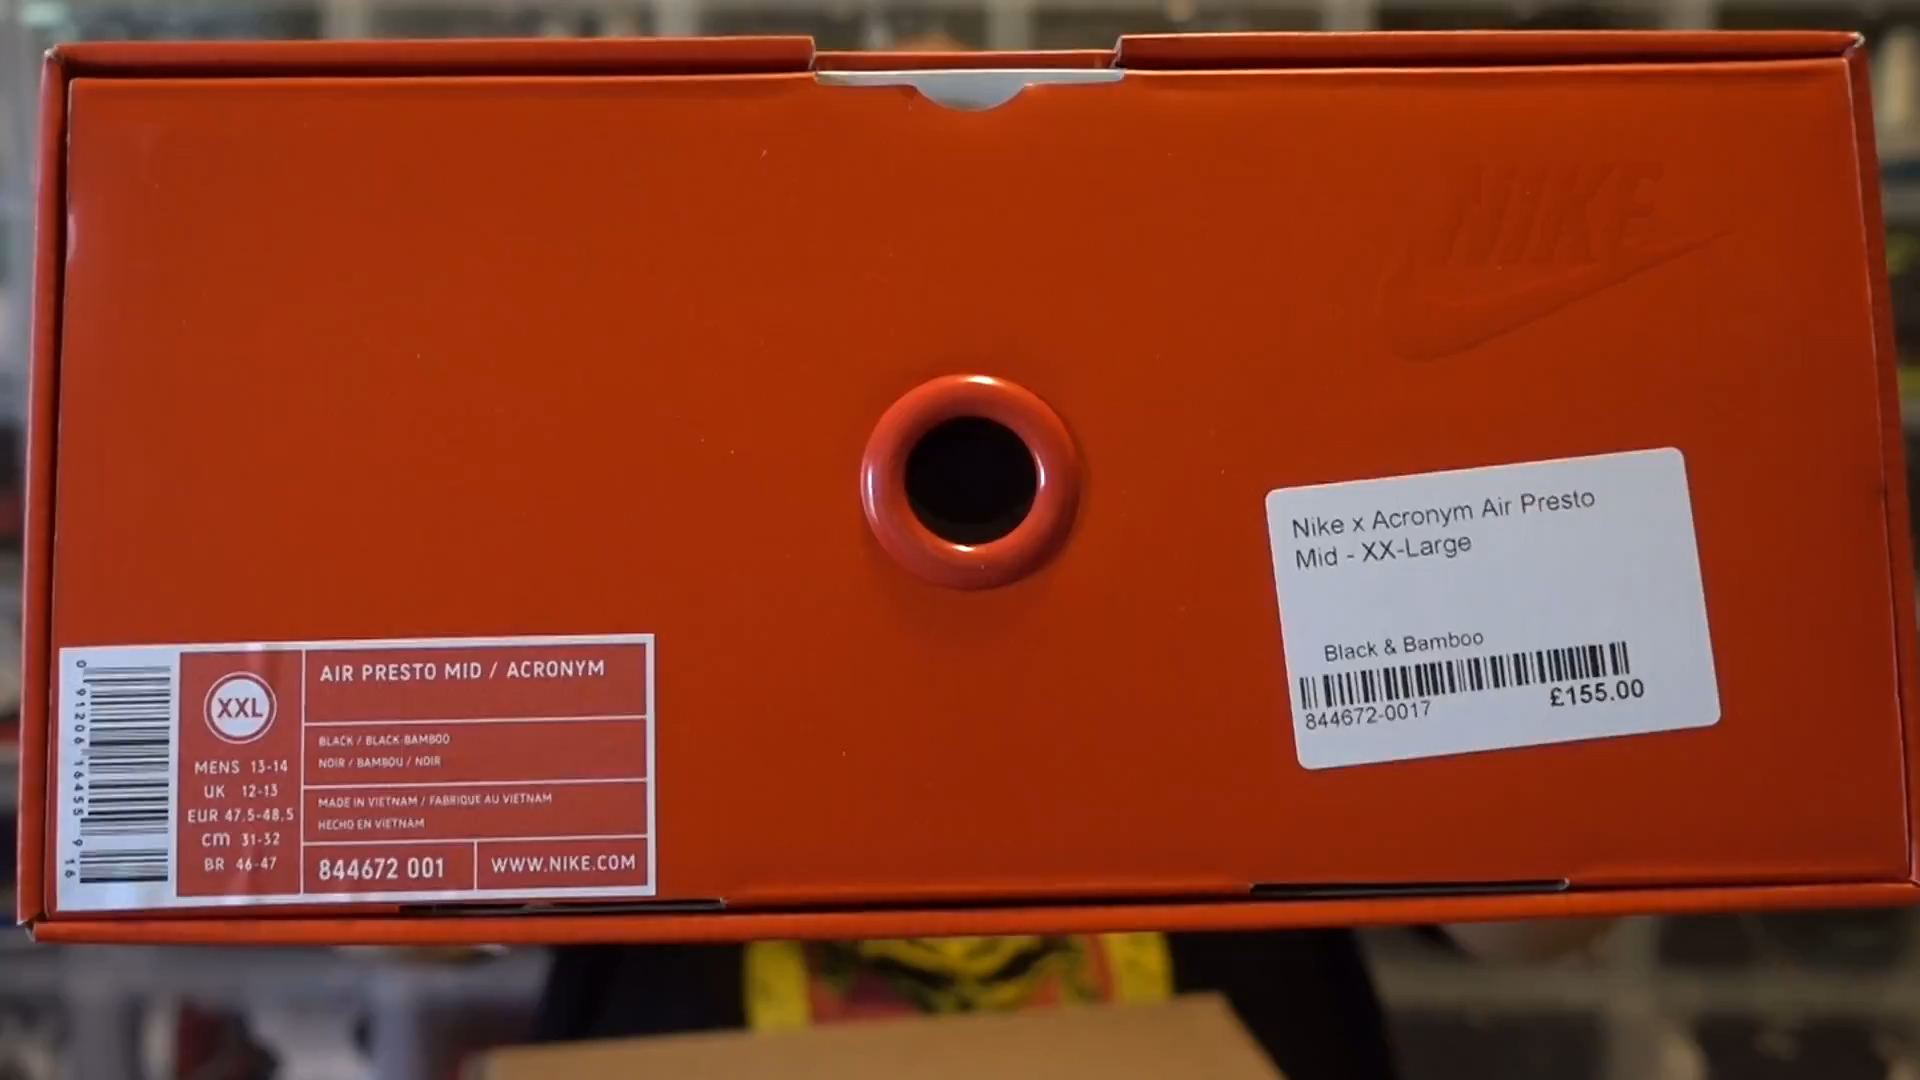 NIKE
Nike x Acronym Air Presto
Mid - XX-Large
Black & Bamboo
844672-0017
£155.00
0 91206 16455 9 16
XXL
MENS 13-14
UK 12-13
EUR 47.5-48.5
cm 31-32
BR 46-47
AIR PRESTO MID / ACRONYM
BLACK / BLACK-BAMBOO
NOIR / BAMBOU / NOIR
MADE IN VIETNAM / FABRIQUE AU VIETNAM
HECHO EN VIETNAM
844672 001
WWW.NIKE.COM